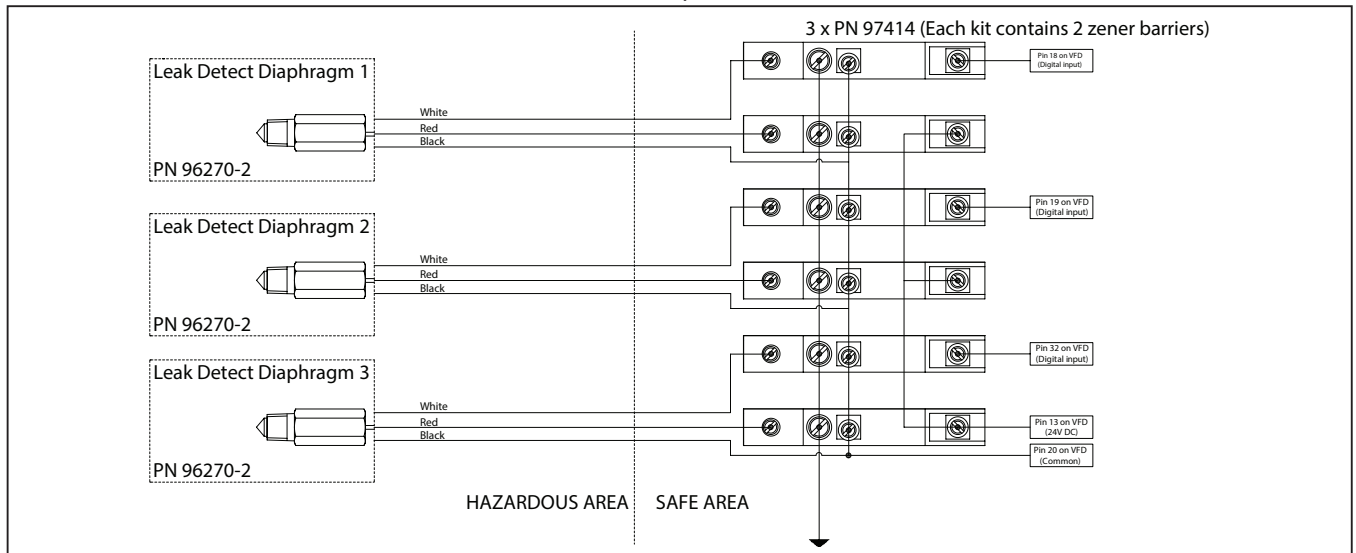 3 x PN 97414 (Each kit contains 2 zener barriers)
Leak Detect Diaphragm 1
White
Red
Black
PN 96270-2
Pin 18 on VFD
(Digital input)
Leak Detect Diaphragm 2
White
Red
Black
PN 96270-2
Pin 19 on VFD
(Digital input)
Leak Detect Diaphragm 3
White
Red
Black
PN 96270-2
Pin 32 on VFD
(Digital input)
Pin 13 on VFD
(24V DC)
Pin 20 on VFD
(Common)
HAZARDOUS AREA
SAFE AREA